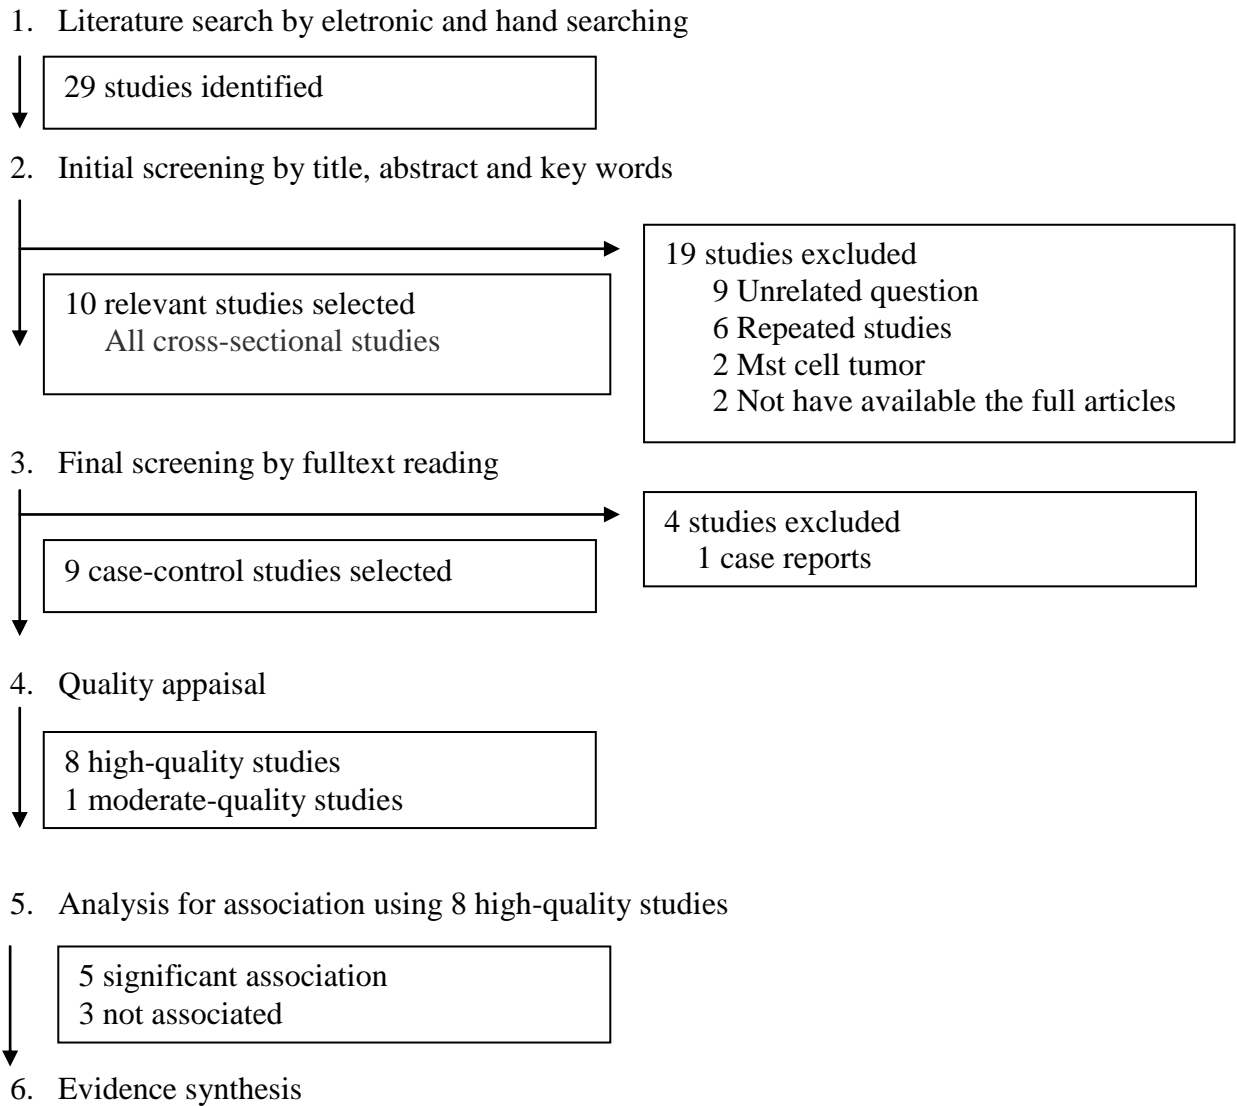 1. Literature search by eletronic and hand searching
29 studies identified
2. Initial screening by title, abstract and key words
19 studies excluded
9 Unrelated question
6 Repeated studies
2 Mst cell tumor
2 Not have available the full articles
10 relevant studies selected
All cross-sectional studies
3. Final screening by fulltext reading
4 studies excluded
1 case reports
9 case-control studies selected
4. Quality appaisal
8 high-quality studies
1 moderate-quality studies
5. Analysis for association using 8 high-quality studies
5 significant association
3 not associated
6. Evidence synthesis